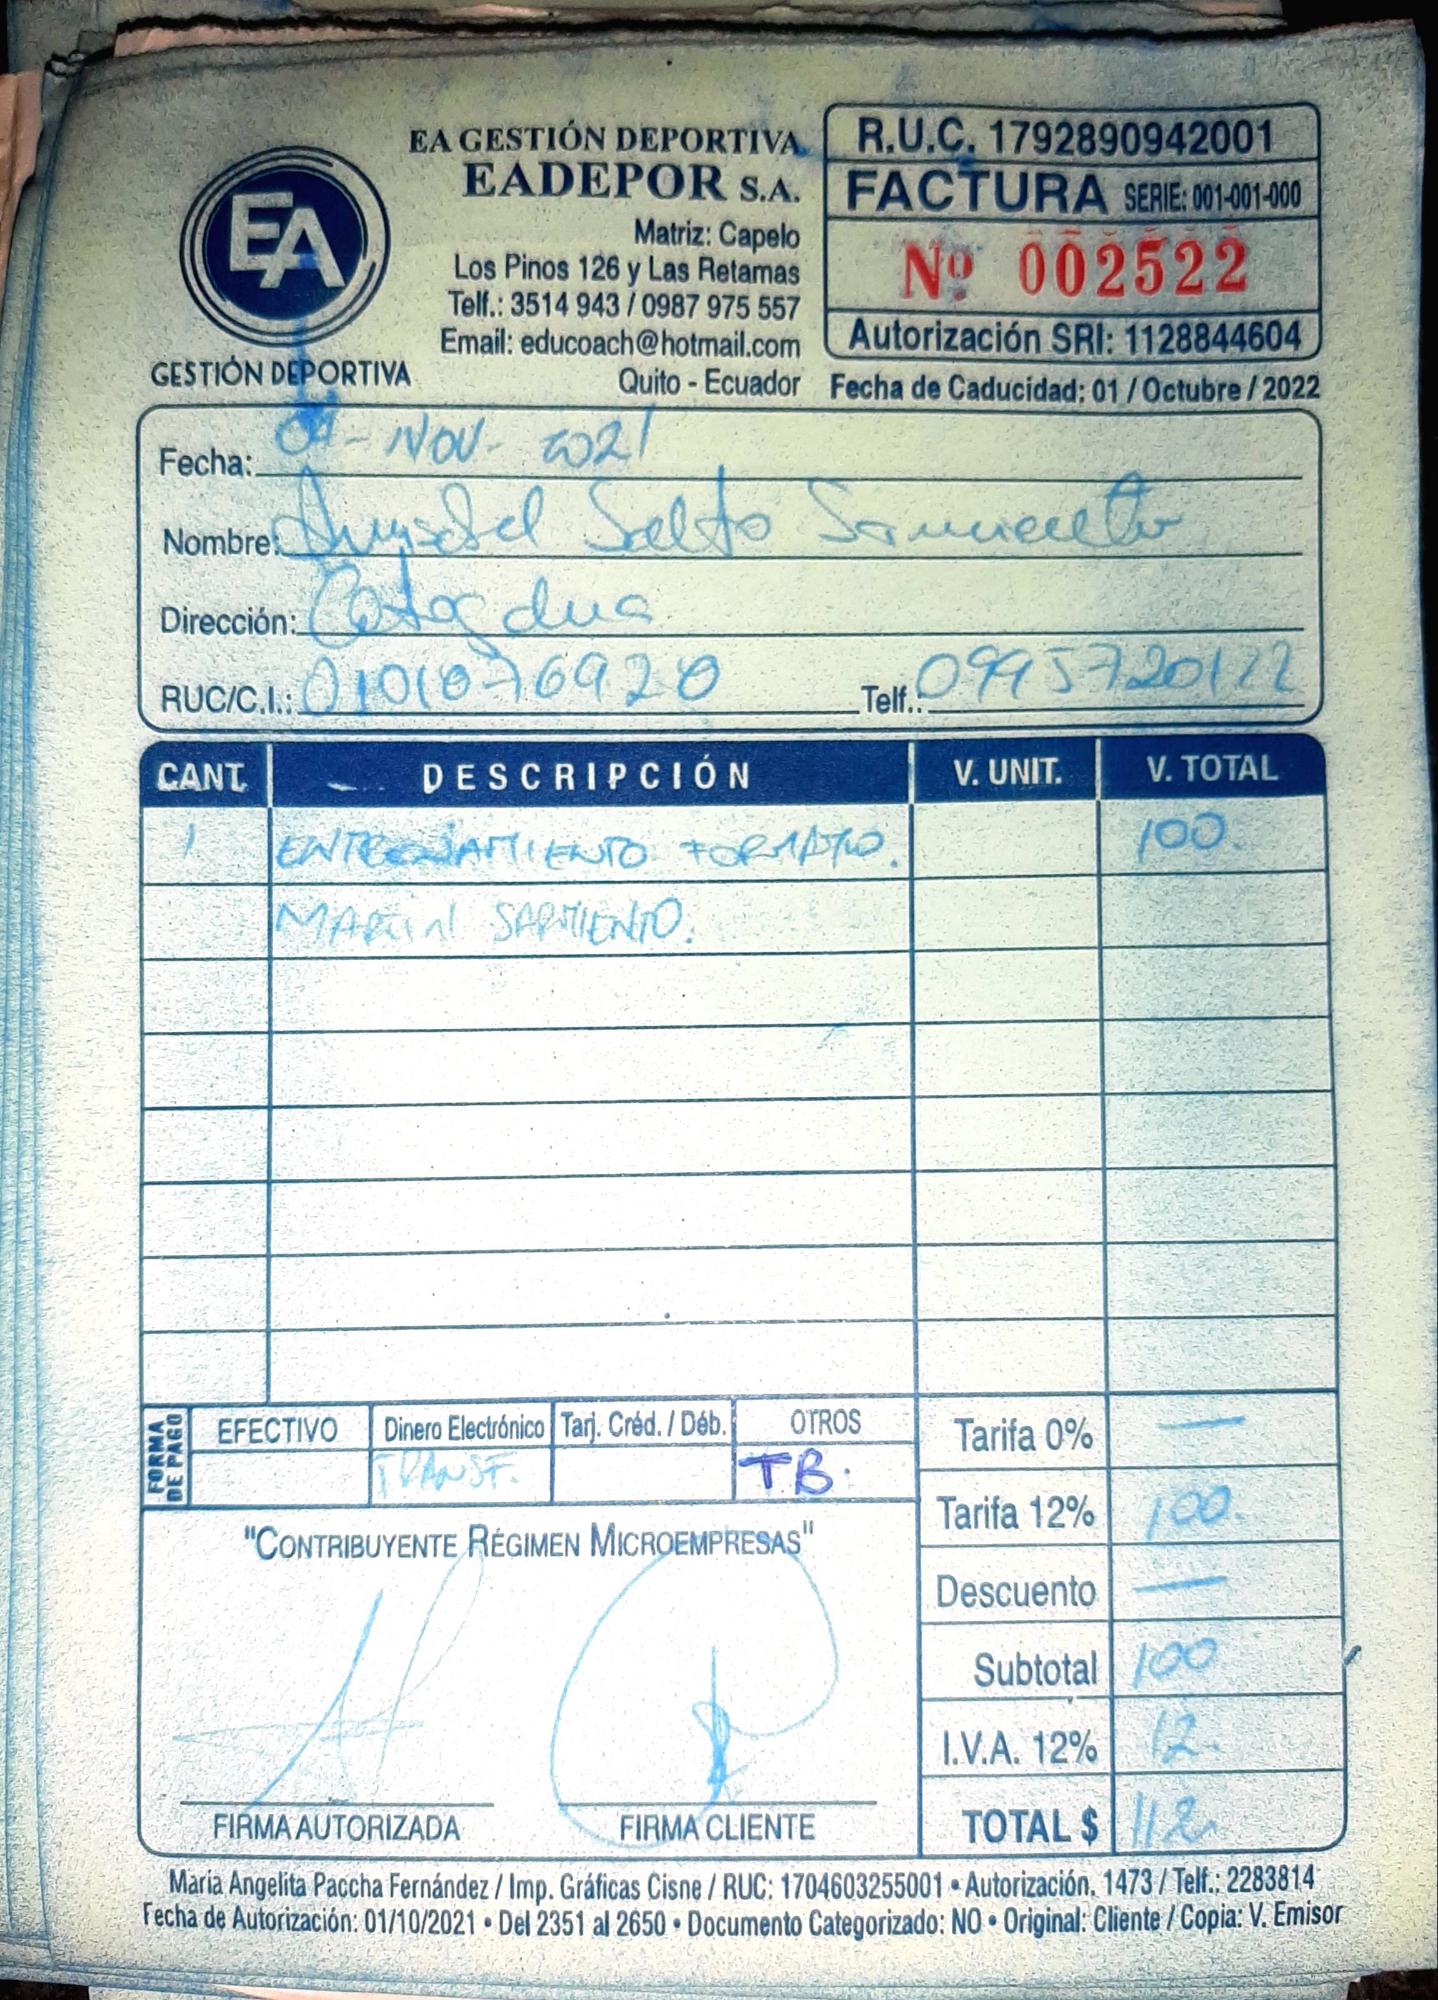 EA
GESTIÓN DEPORTIVA
EA GESTIÓN DEPORTIVA
EADEPOR S.A.
Matriz: Capelo
Los Pinos 126 y Las Retamas
Telf.: 3514 943 / 0987 975 557
Email: educoach@hotmail.com
Quito - Ecuador
R.U.C. 1792890942001
FACTURA SERIE: 001-001-000
Nº 002522
Autorización SRI: 1128844604
Fecha de Caducidad: 01 / Octubre / 2022
Fecha: - NOV - 2021
Nombre: Salto
Dirección:
RUC/C.I.: 0101076920 Telf.: 0995720122
CANT. DESCRIPCIÓN V. UNIT. V. TOTAL
1 ENTRENAMIENTO FORMATIVO. 100.
MARTIN SARMIENTO.
FORMA DE PAGO
EFECTIVO Dinero Electrónico Tarj. Créd. / Déb. OTROS
TRANSF. TB.
Tarifa 0% —
Tarifa 12% 100.
Descuento —
Subtotal 100
I.V.A. 12% 12.
TOTAL $ 112.
"CONTRIBUYENTE RÉGIMEN MICROEMPRESAS"
FIRMA AUTORIZADA FIRMA CLIENTE
María Angelita Paccha Fernández / Imp. Gráficas Cisne / RUC: 1704603255001 • Autorización. 1473 / Telf.: 2283814
Fecha de Autorización: 01/10/2021 • Del 2351 al 2650 • Documento Categorizado: NO • Original: Cliente / Copia: V. Emisor